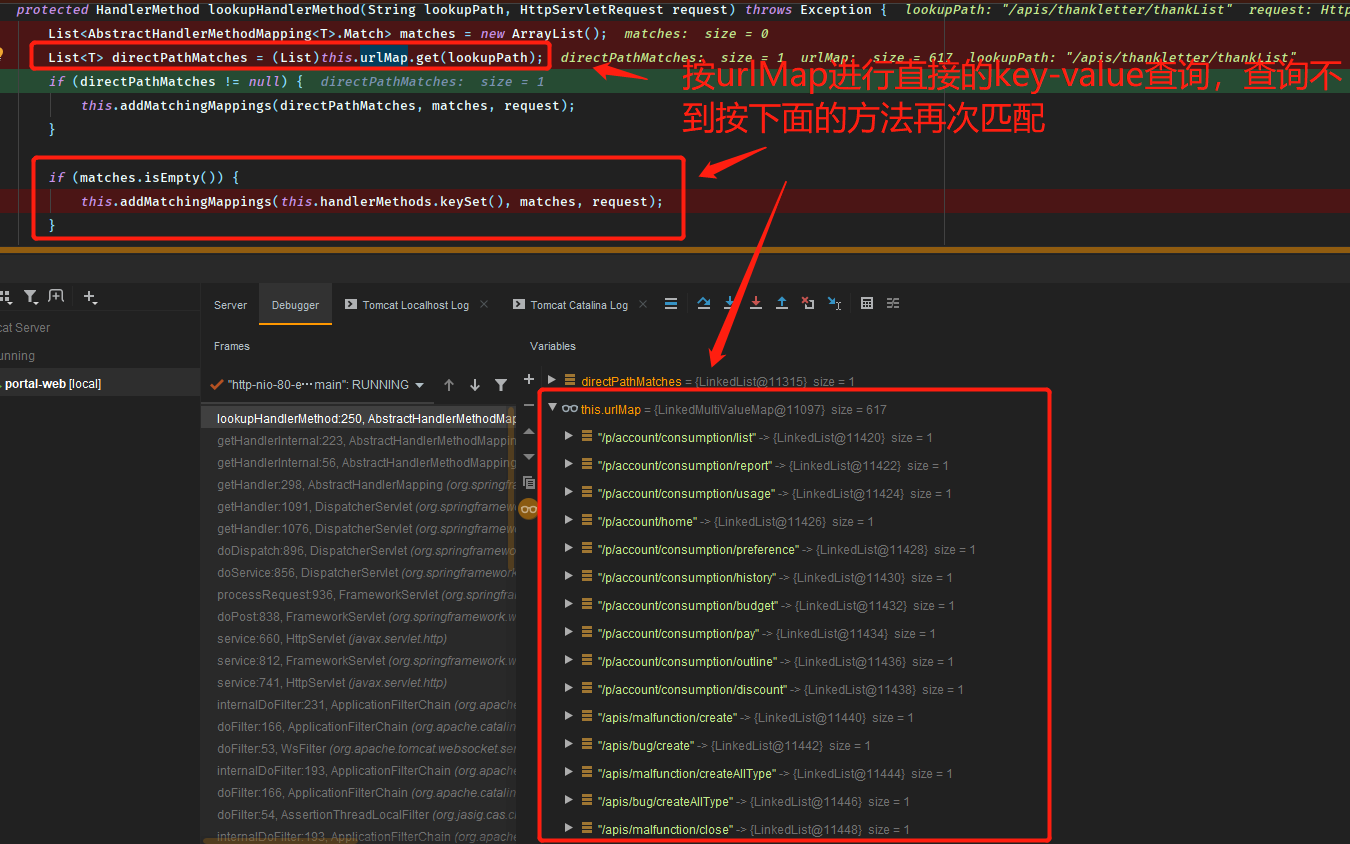 protected HandlerMethod lookupHandlerMethod(String lookupPath, HttpServletRequest request) throws Exception { lookupPath: "/apis/thankletter/thankList" request: Http
List<AbstractHandlerMethodMapping<T>.Match> matches = new ArrayList(); matches: size = 0
List<T> directPathMatches = (List)this.urlMap.get(lookupPath); directPathMatches: size = 1 urlMap: size = 617 lookupPath: "/apis/thankletter/thankList"
if (directPathMatches != null) { directPathMatches: size = 1
this.addMatchingMappings(directPathMatches, matches, request);
}
按urlMap进行直接的key-value查询，查询不
到按下面的方法再次匹配
if (matches.isEmpty()) {
this.addMatchingMappings(this.handlerMethods.keySet(), matches, request);
}
Server Debugger Tomcat Localhost Log Tomcat Catalina Log
cat Server
unning
portal-web [local]
Frames
Variables
"http-nio-80-e···main": RUNNING
lookupHandlerMethod:250, AbstractHandlerMethodMap
getHandlerInternal:223, AbstractHandlerMethodMappin
getHandlerInternal:56, AbstractHandlerMethodMapping
getHandler:298, AbstractHandlerMapping (org.springfr
getHandler:1091, DispatcherServlet (org.springframew
getHandler:1076, DispatcherServlet (org.springframew
doDispatch:896, DispatcherServlet (org.springframewo
doService:856, DispatcherServlet (org.springframework
processRequest:936, FrameworkServlet (org.springfram
doPost:838, FrameworkServlet (org.springframework.w
service:660, HttpServlet (javax.servlet.http)
service:812, FrameworkServlet (org.springframework.w
service:741, HttpServlet (javax.servlet.http)
internalDoFilter:231, ApplicationFilterChain (org.apache
doFilter:166, ApplicationFilterChain (org.apache.catalin
doFilter:53, WsFilter (org.apache.tomcat.websocket.ser
internalDoFilter:193, ApplicationFilterChain (org.apache
doFilter:166, ApplicationFilterChain (org.apache.catalin
doFilter:54, AssertionThreadLocalFilter (org.jasig.cas.cl
internalDoFilter:193, ApplicationFilterChain (org.apache
directPathMatches = {LinkedList@11315} size = 1
this.urlMap = {LinkedMultiValueMap@11097} size = 617
"/p/account/consumption/list" -> {LinkedList@11420} size = 1
"/p/account/consumption/report" -> {LinkedList@11422} size = 1
"/p/account/consumption/usage" -> {LinkedList@11424} size = 1
"/p/account/home" -> {LinkedList@11426} size = 1
"/p/account/consumption/preference" -> {LinkedList@11428} size = 1
"/p/account/consumption/history" -> {LinkedList@11430} size = 1
"/p/account/consumption/budget" -> {LinkedList@11432} size = 1
"/p/account/consumption/pay" -> {LinkedList@11434} size = 1
"/p/account/consumption/outline" -> {LinkedList@11436} size = 1
"/p/account/consumption/discount" -> {LinkedList@11438} size = 1
"/apis/malfunction/create" -> {LinkedList@11440} size = 1
"/apis/bug/create" -> {LinkedList@11442} size = 1
"/apis/malfunction/createAllType" -> {LinkedList@11444} size = 1
"/apis/bug/createAllType" -> {LinkedList@11446} size = 1
"/apis/malfunction/close" -> {LinkedList@11448} size = 1